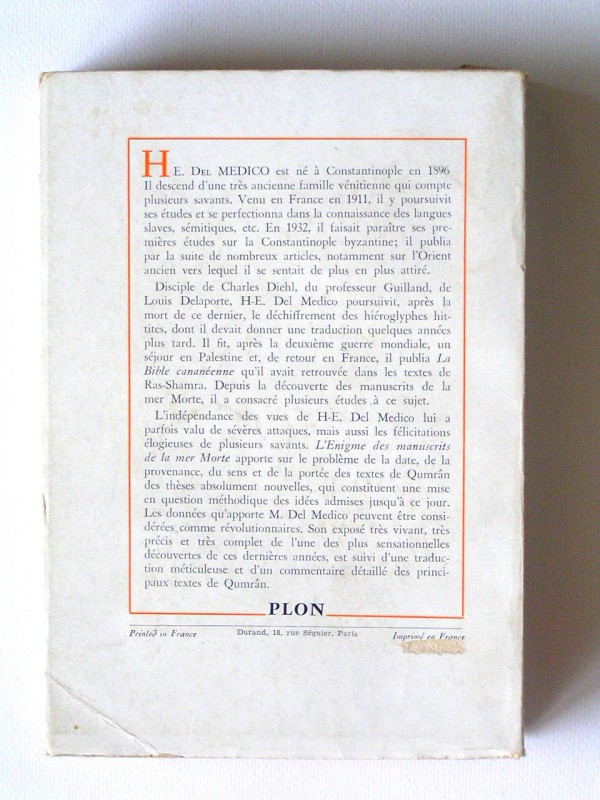 HE. DEL MEDICO est né à Constantinople en 1896
Il descend d'une très ancienne famille vénitienne qui compte
plusieurs savants. Venu en France en 1911, il y poursuivit
ses études et se perfectionna dans la connaissance des langues
slaves, sémitiques, etc. En 1932, il faisait paraître ses pre-
mières études sur la Constantinople byzantine; il publia
par la suite de nombreux articles, notamment sur l'Orient
ancien vers lequel il se sentait de plus en plus attiré.
Disciple de Charles Diehl, du professeur Guilland, de
Louis Delaporte, H-E. Del Medico poursuivit, après la
mort de ce dernier, le déchiffrement des hiéroglyphes hit-
tites, dont il devait donner une traduction quelques années
plus tard. Il fit, après la deuxième guerre mondiale, un
séjour en Palestine et, de retour en France, il publia La
Bible cananéenne qu'il avait retrouvée dans les textes de
Ras-Shamra. Depuis la découverte des manuscrits de la
mer Morte, il a consacré plusieurs études à ce sujet.
L'indépendance des vues de H-E. Del Medico lui a
parfois valu de sévères attaques, mais aussi les félicitations
élogieuses de plusieurs savants. L'Enigme des manuscrits
de la mer Morte apporte sur le problème de la date, de la
provenance, du sens et de la portée des textes de Qumrân
des thèses absolument nouvelles, qui constituent une mise
en question méthodique des idées admises jusqu'à ce jour.
Les données qu'apporte M. Del Medico peuvent être consi-
dérées comme révolutionnaires. Son exposé très vivant, très
précis et très complet de l'une des plus sensationnelles
découvertes de ces dernières années, est suivi d'une traduc-
tion méticuleuse et d'un commentaire détaillé des princi-
paux textes de Qumrân.
PLON
Printed in France Durand, 18, rue Séguier, Paris Imprimé en France